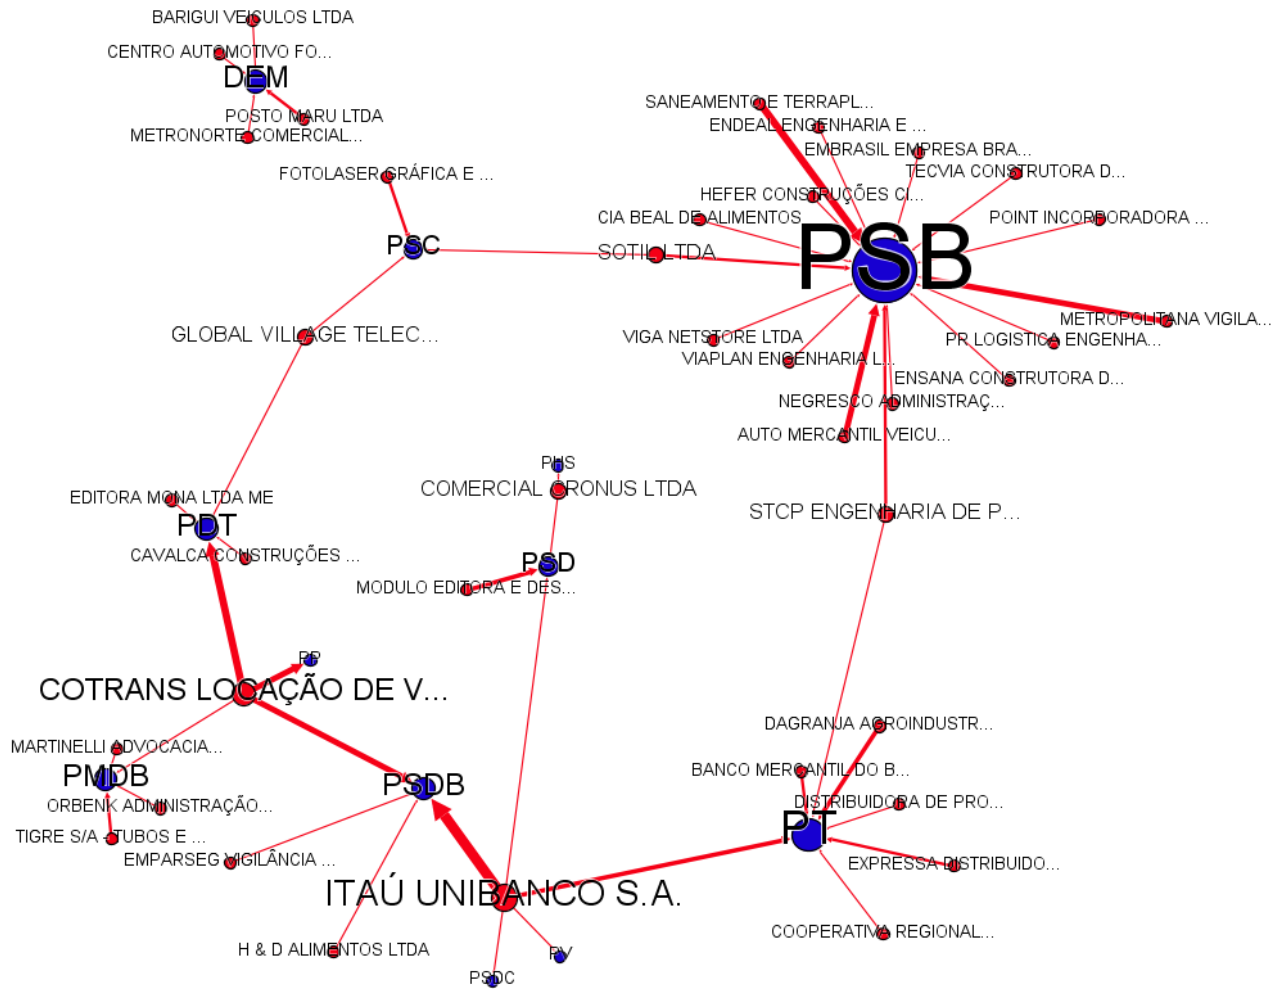 BARIGUI VEICULOS LTDA
CENTRO AUTOMOTIVO FO...
DEM
POSTO MARU LTDA
METRONORTE COMERCIAL...
FOTOLASER GRÁFICA E ...
PSC
SOTIL LTDA
GLOBAL VILLAGE TELEC...
SANEAMENTO E TERRAPL...
ENDEAL ENGENHARIA E ...
EMBRASIL EMPRESA BRA...
TECVIA CONSTRUTORA D...
HEFER CONSTRUÇÕES CI...
CIA BEAL DE ALIMENTOS
POINT INCORPORADORA ...
PSB
METROPOLITANA VIGILA...
VIGA NETSTORE LTDA
PR LOGISTICA ENGENHA...
VIAPLAN ENGENHARIA L...
ENSANA CONSTRUTORA D...
NEGRESCO ADMINISTRAÇ...
AUTO MERCANTIL VEICU...
PHS
COMERCIAL CRONUS LTDA
EDITORA MONA LTDA ME
PDT
CAVALCA CONSTRUÇÕES ...
STCP ENGENHARIA DE P...
PSD
MODULO EDITORA E DES...
PP
COTRANS LOCAÇÃO DE V...
MARTINELLI ADVOCACIA...
PMDB
ORBENK ADMINISTRAÇÃO...
TIGRE S/A - TUBOS E ...
PSDB
EMPARSEG VIGILÂNCIA ...
DAGRANJA AGROINDUSTR...
BANCO MERCANTIL DO B...
DISTRIBUIDORA DE PRO...
PT
EXPRESSA DISTRIBUIDO...
ITAÚ UNIBANCO S.A.
COOPERATIVA REGIONAL...
H & D ALIMENTOS LTDA
PV
PSDC